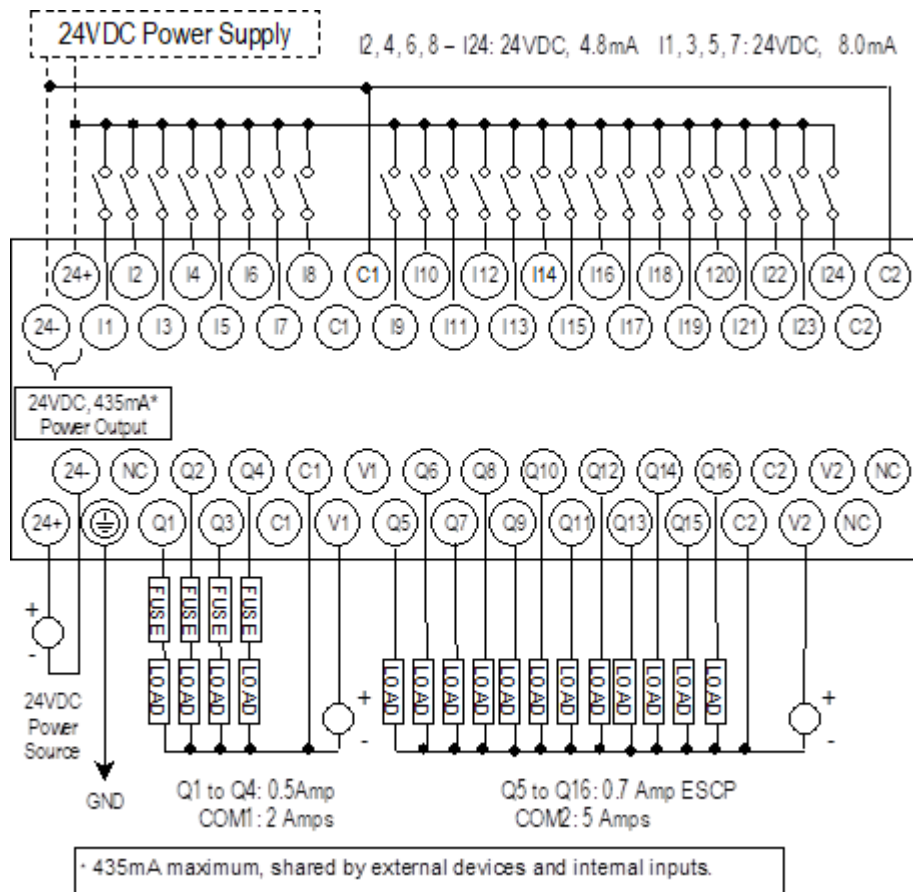 24VDC Power Supply
I2, 4, 6, 8 – I24: 24VDC, 4.8mA I1, 3, 5, 7: 24VDC, 8.0mA
24+ I2 I4 I6 I8 C1 I10 I12 I14 I16 I18 120 I22 I24 C2
24- I1 I3 I5 I7 C1 I9 I11 I13 I15 I17 I19 I21 I23 C2
24VDC, 435mA*
Power Output
24- NC Q2 Q4 C1 V1 Q6 Q8 Q10 Q12 Q14 Q16 C2 V2 NC
24+ Q1 Q3 C1 V1 Q5 Q7 Q9 Q11 Q13 Q15 C2 V2 NC
FUSE FUSE FUSE FUSE
+
-
LOAD LOAD LOAD LOAD
+
-
LOAD LOAD LOAD LOAD LOAD LOAD LOAD LOAD LOAD LOAD LOAD LOAD
+
-
24VDC
Power
Source
GND
Q1 to Q4: 0.5Amp
COM1: 2 Amps
Q5 to Q16: 0.7 Amp ESCP
COM2: 5 Amps
· 435mA maximum, shared by external devices and internal inputs.